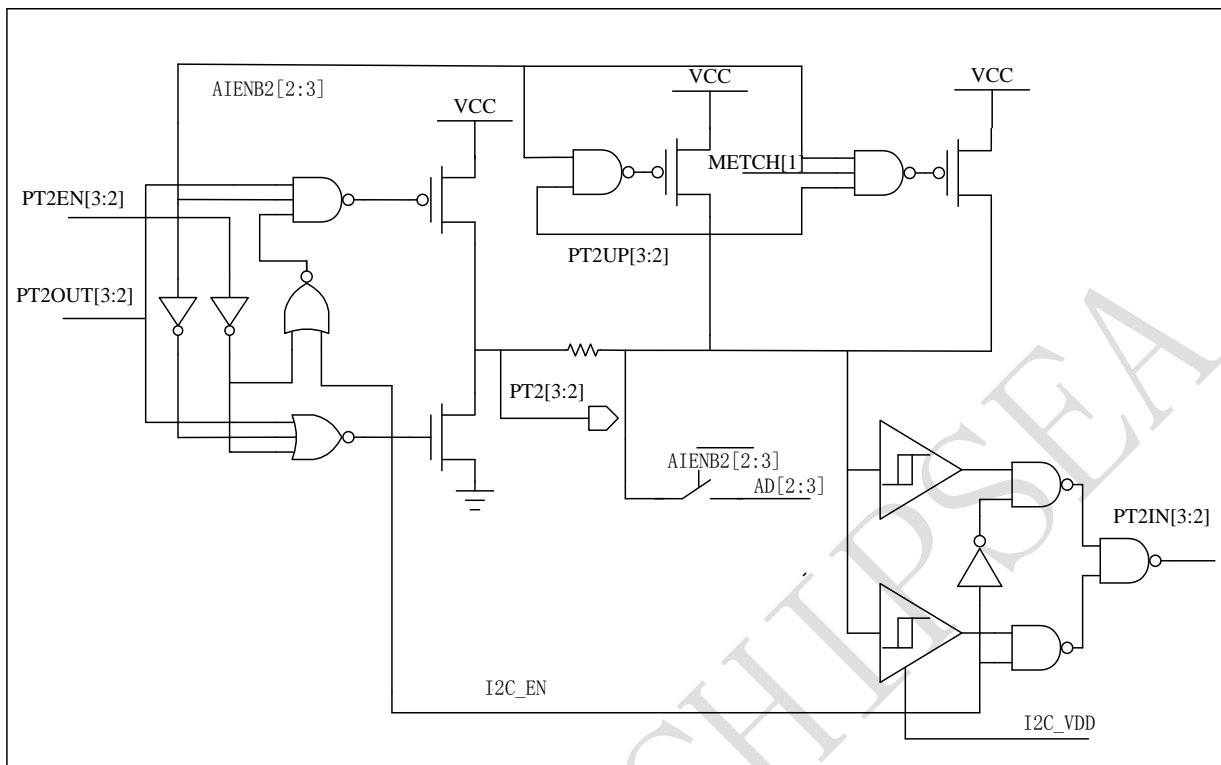 AIENB2[2:3]
VCC
VCC
VCC
METCH[1
PT2EN[3:2]
PT2UP[3:2]
PT2OUT[3:2]
PT2[3:2]
AIENB2[2:3]
AD[2:3]
PT2IN[3:2]
I2C_EN
I2C_VDD
CHIPSEA